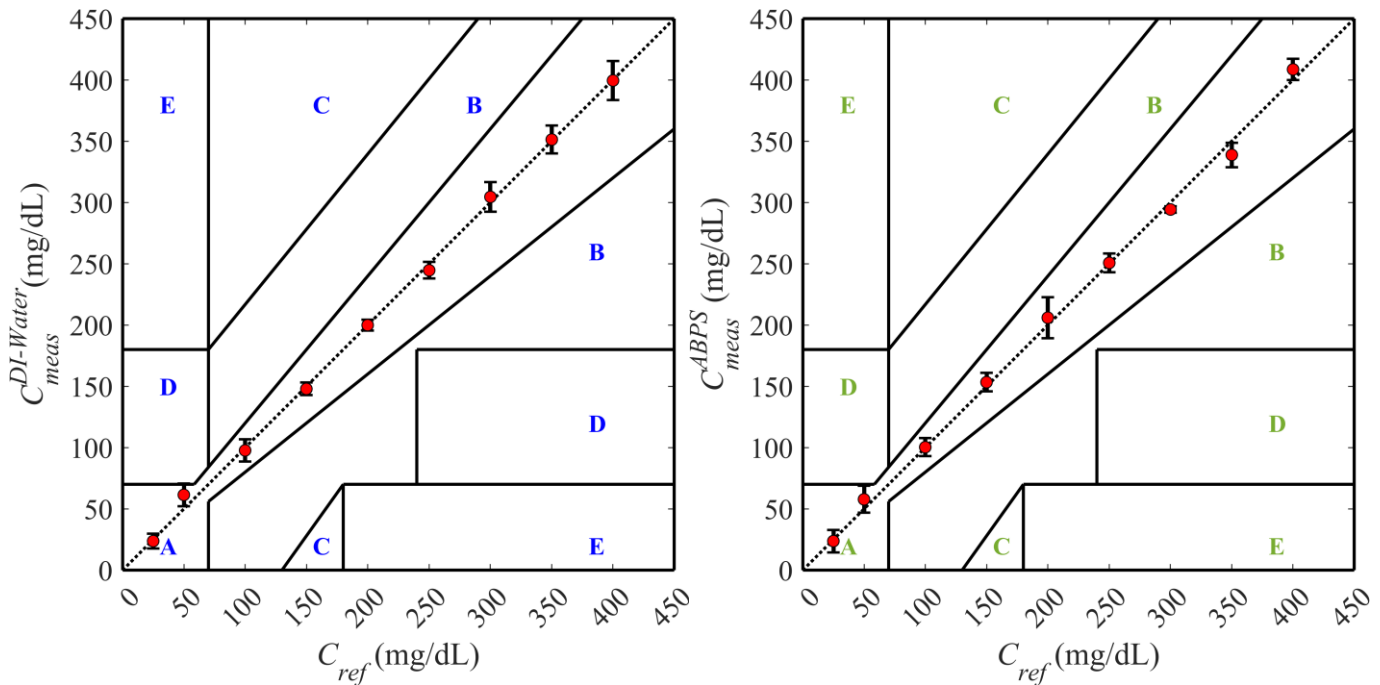 450
400
350
300
250
200
150
100
50
0
C_meas^DI-Water (mg/dL)
E
C
B
B
D
D
A
C
E
0 50 100 150 200 250 300 350 400 450
C_ref (mg/dL)
450
400
350
300
250
200
150
100
50
0
C_meas^ABPS (mg/dL)
E
C
B
B
D
D
A
C
E
0 50 100 150 200 250 300 350 400 450
C_ref (mg/dL)